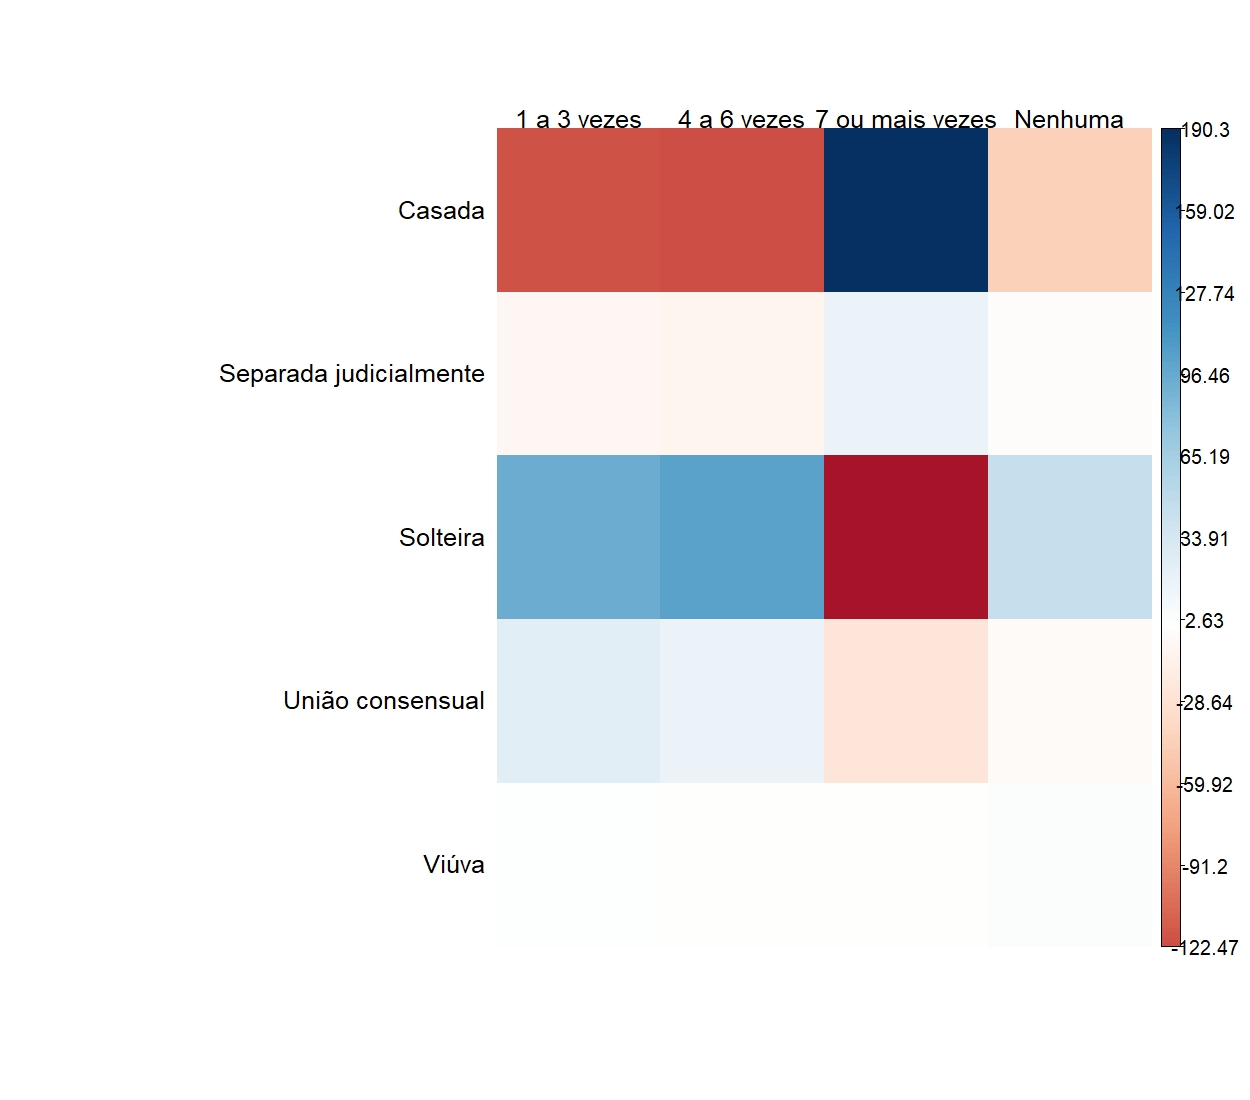 1 a 3 vezes 4 a 6 vezes 7 ou mais vezes Nenhuma
Casada
Separada judicialmente
Solteira
União consensual
Viúva
190.3
159.02
127.74
96.46
65.19
33.91
2.63
-28.64
-59.92
-91.2
-122.47